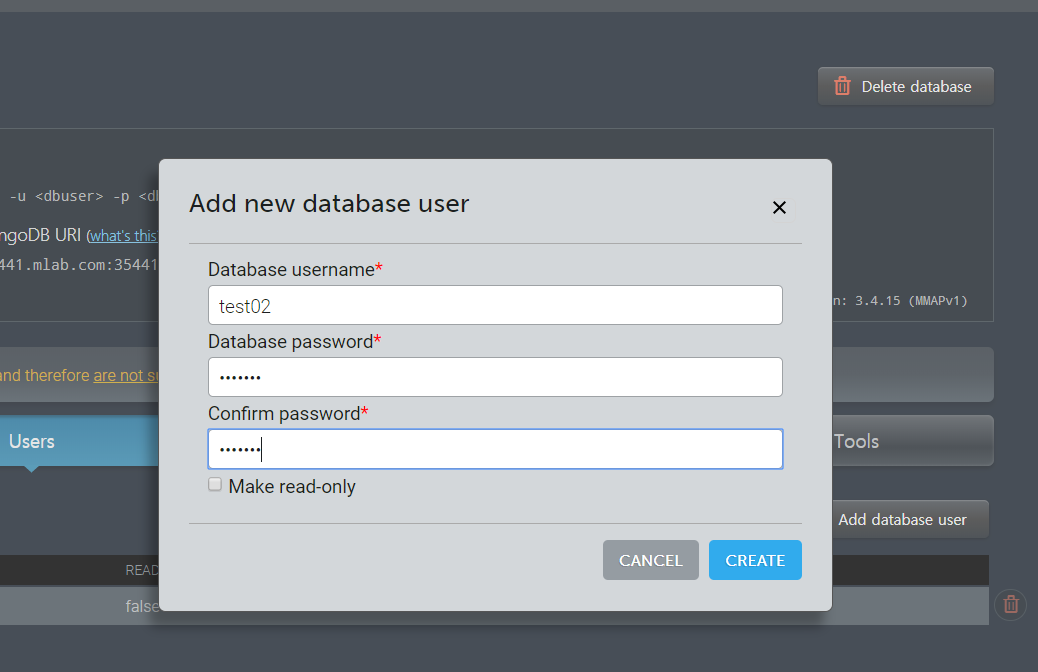 Delete database
-u <dbuser> -p <d
ngoDB URI (what's this
441.mlab.com:35441
n: 3.4.15 (MMAPv1)
and therefore are not su
Users
Tools
Add database user
READ
false
Add new database user
×
Database username*
test02
Database password*
•••••••
Confirm password*
•••••••
Make read-only
CANCEL
CREATE